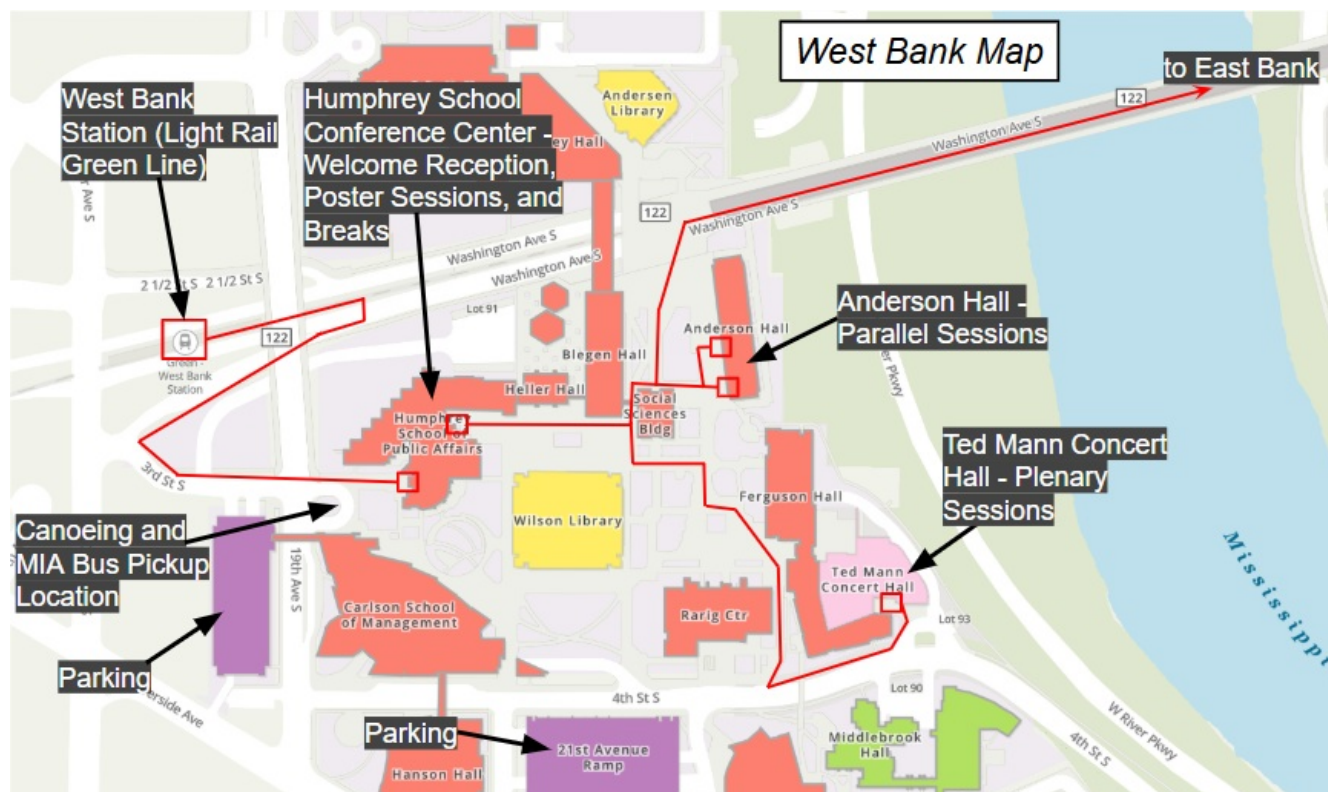 West Bank Map
to East Bank
122
Washington Ave S
West Bank
Station (Light Rail
Green Line)
Humphrey School
Conference Center -
Welcome Reception,
Poster Sessions, and
Breaks
Andersen
Library
Hall
122
Washington Ave S
Ave S
Washington Ave S
Washington Ave S
2 1/2 St S
2 1/2 St S
Lot 91
122
Green -
West Bank
Station
Anderson Hall
Anderson Hall -
Parallel Sessions
Pkwy
Blegen Hall
Heller Hall
Social
Sciences
Bldg
Humphrey
School of
Public Affairs
3rd St S
Ted Mann Concert
Hall - Plenary
Sessions
Ferguson Hall
Wilson Library
Canoeing and
MIA Bus Pickup
Location
19th Ave S
Ted Mann
Concert Hall
Mississippi
Carlson School
of Management
Rarig Ctr
Lot 93
Parking
erside Ave
4th St S
Lot 90
W River Pkwy
4th St S
Parking
21st Avenue
Ramp
Middlebrook
Hall
Hanson Hall